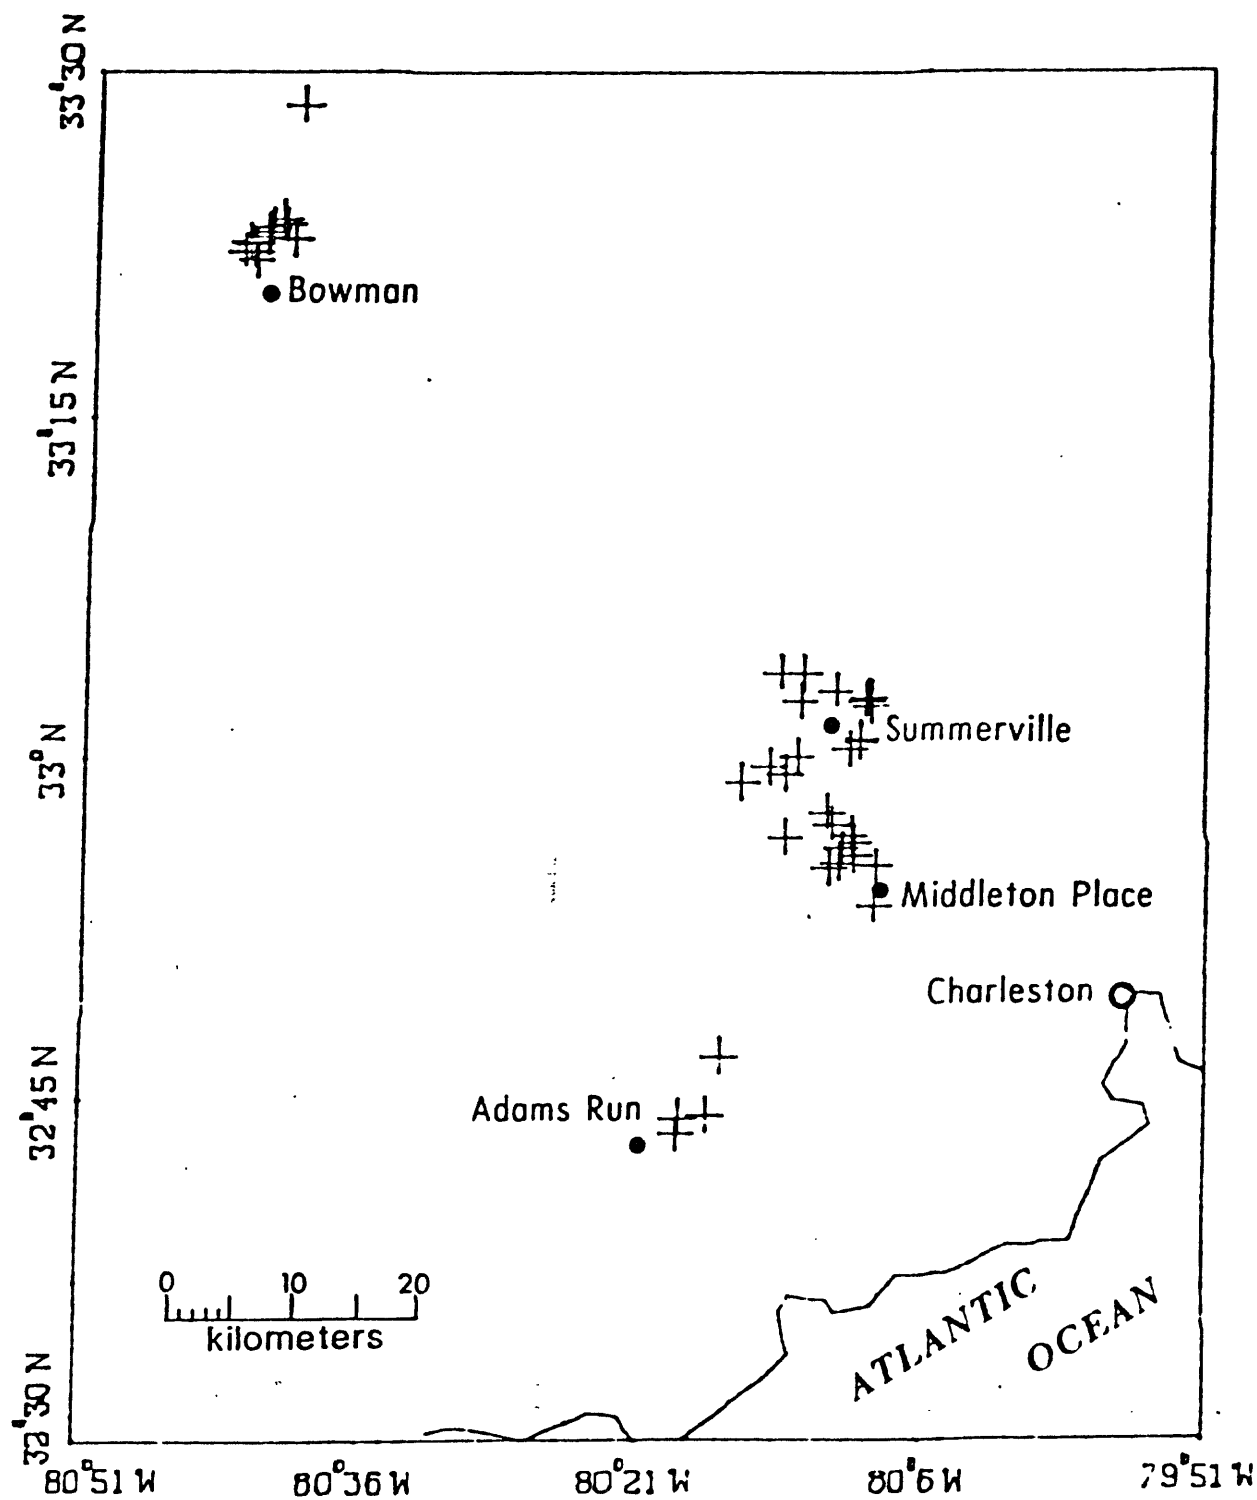 33°30 N
Bowman
33°15 N
33° N
Summerville
Middleton Place
Charleston
32°45 N
Adams Run
0 10 20
kilometers
ATLANTIC
OCEAN
32°30 N
80°51 W 80°36 W 80°21 W 80°6 W 79°51 W